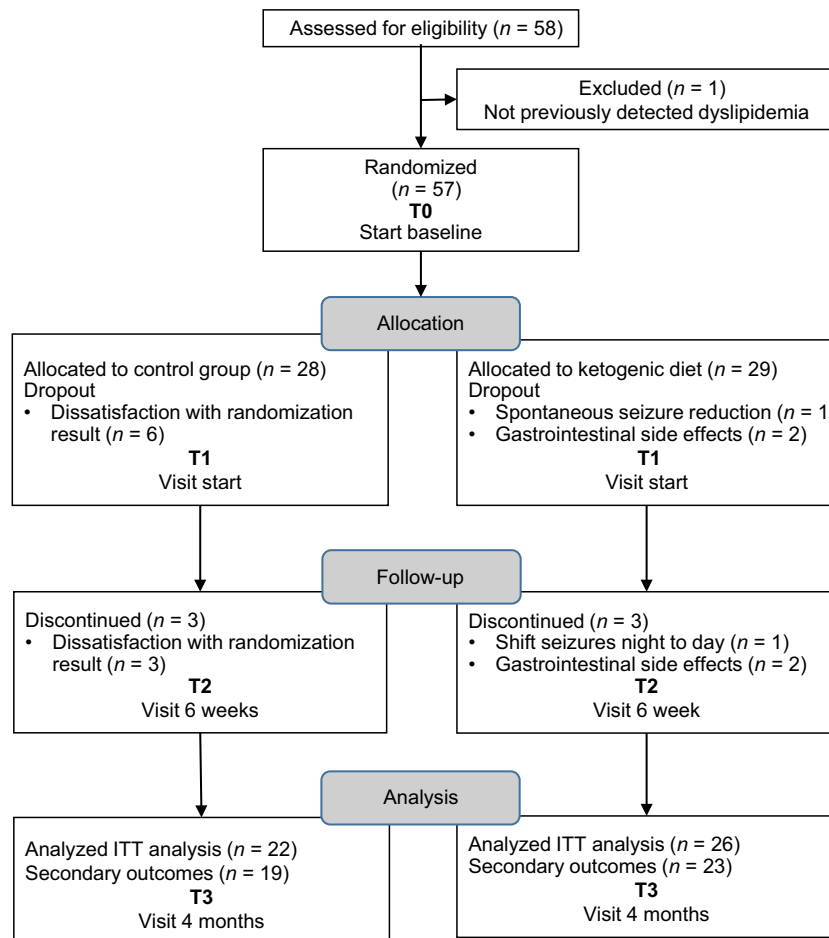 Assessed for eligibility (n = 58)
Excluded (n = 1)
Not previously detected dyslipidemia
Randomized
(n = 57)
T0
Start baseline
Allocation
Allocated to control group (n = 28)
Dropout
• Dissatisfaction with randomization
result (n = 6)
T1
Visit start
Allocated to ketogenic diet (n = 29)
Dropout
• Spontaneous seizure reduction (n = 1
• Gastrointestinal side effects (n = 2)
T1
Visit start
Follow-up
Discontinued (n = 3)
• Dissatisfaction with randomization
result (n = 3)
T2
Visit 6 weeks
Discontinued (n = 3)
• Shift seizures night to day (n = 1)
• Gastrointestinal side effects (n = 2)
T2
Visit 6 week
Analysis
Analyzed ITT analysis (n = 22)
Secondary outcomes (n = 19)
T3
Visit 4 months
Analyzed ITT analysis (n = 26)
Secondary outcomes (n = 23)
T3
Visit 4 months